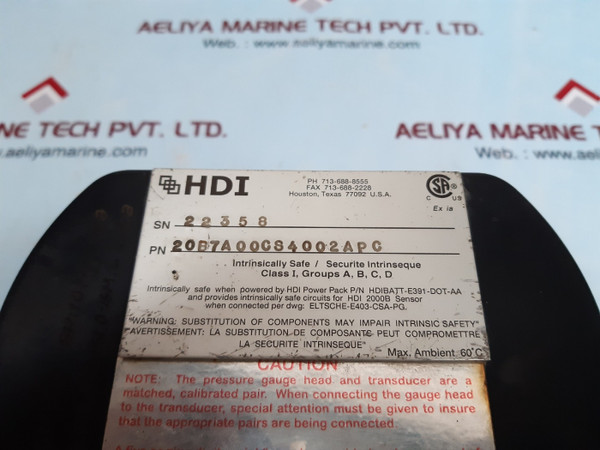 AELIYA MARINE TECH PVT. LTD.
Web. : www.aeliyamarine.com
MARINE TECH PVT. LTD.
www.aeliyamarine.com
AELIYA MARINE TECH
Web. : www.aeliyamarine
HDI
PH 713-688-8555
FAX 713-688-2228
Houston, Texas 77092 U.S.A.
SA ®
C US
Ex ia
SN 22358
PN 20B7A00CS4002APC
Intrinsically Safe / Securite Intrinseque
Class I, Groups A, B, C, D
Intrinsically safe when powered by HDI Power Pack P/N HDIBATT-E391-DOT-AA
and provides intrinsically safe circuits for HDI 2000B Sensor
when connected per dwg: ELTSCHE-E403-CSA-PG.
WARNING: SUBSTITUTION OF COMPONENTS MAY IMPAIR INTRINSIC SAFETY
AVERTISSEMENT: LA SUBSTITUTION DE COMPOSANTE PEUT COMPROMETTRE
LA SECURITE INTRINSEQUE"
Max. Ambient 60°C
CAUTION
NOTE: The pressure gauge head and transducer are a
matched, calibrated pair. When connecting the gauge head
to the transducer, special attention must be given to insure
that the appropriate pairs are being connected.